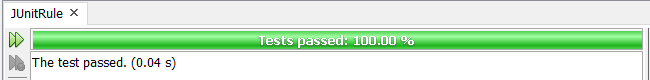 JUnitRule
Tests passed: 100.00 %
The test passed. (0.04 s)